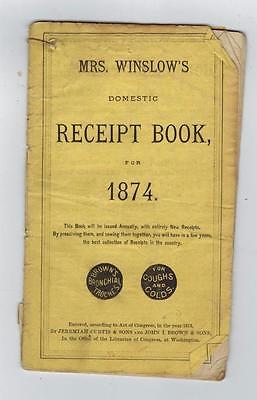 MRS. WINSLOW'S
DOMESTIC
RECEIPT BOOK,
FOR
1874.
This Book will be issued Annually, with entirely New Receipts.
By preserving them, and sewing them together, you will have in a few years,
the best collection of Receipts in the country.
BROWN'S
BRONCHIAL
TROCHES
FOR
COUGHS
AND
COLDS.
Entered, according to Act of Congress, in the year 1873,
By JEREMIAH CURTIS & SONS AND JOHN I. BROWN & SONS,
In the Office of the Librarian of Congress, at Washington.